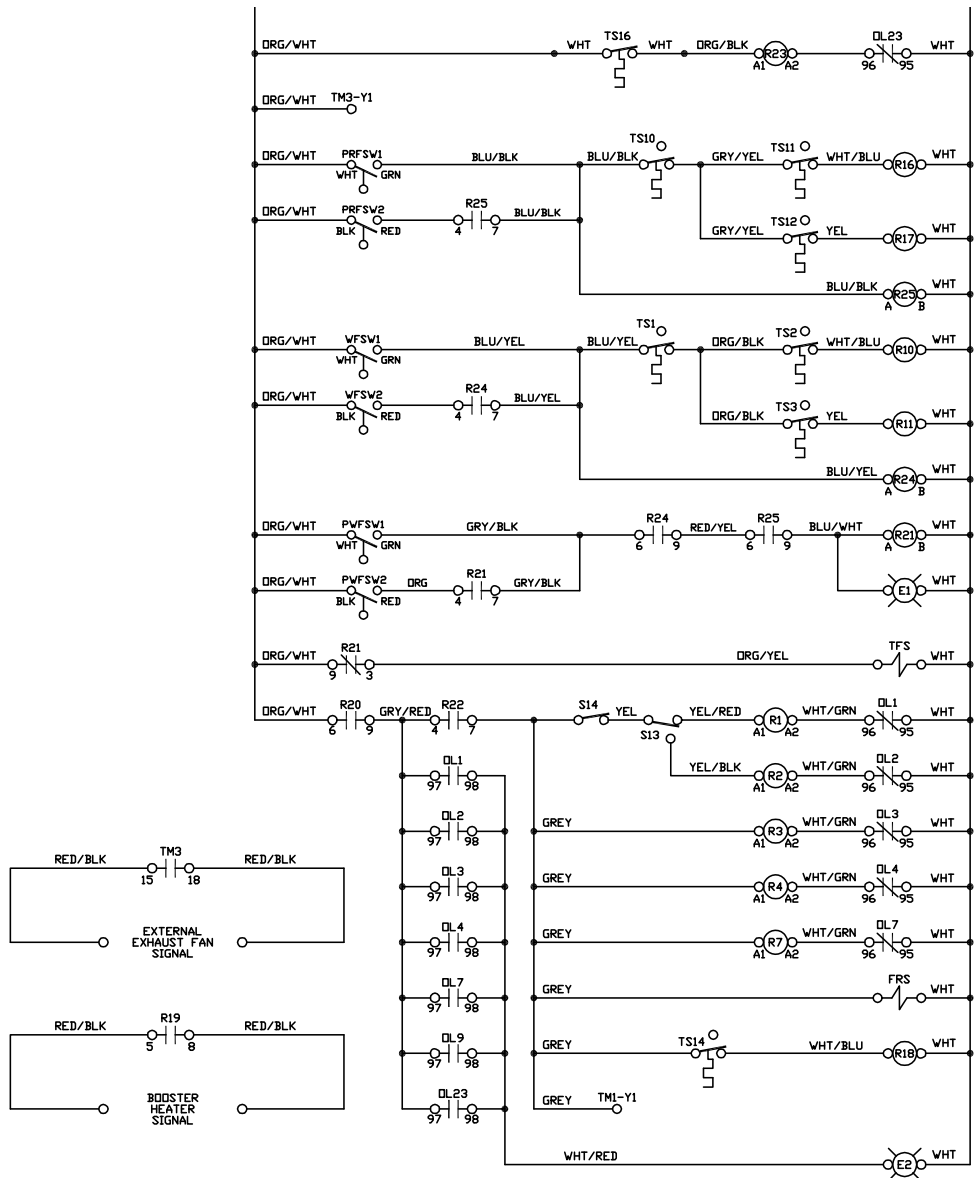 TS16 OL23
ORG/WHT WHT WHT ORG/BLK R23 WHT
A1 A2 96 95
ORG/WHT TM3-Y1
TS10 TS11
ORG/WHT PRFSW1 BLU/BLK BLU/BLK GRY/YEL WHT/BLU R16 WHT
WHT GRN
ORG/WHT PRFSW2 R25 BLU/BLK TS12
BLK RED 4 7 GRY/YEL YEL R17 WHT
BLU/BLK R25 WHT
A B
TS1 TS2
ORG/WHT WFSW1 BLU/YEL BLU/YEL ORG/BLK WHT/BLU R10 WHT
WHT GRN
ORG/WHT WFSW2 R24 BLU/YEL TS3
BLK RED 4 7 ORG/BLK YEL R11 WHT
BLU/YEL R24 WHT
A B
ORG/WHT PWFSW1 GRY/BLK R24 RED/YEL R25 BLU/WHT R21 WHT
WHT GRN 6 9 6 9 A B
ORG/WHT PWFSW2 ORG R21 GRY/BLK E1 WHT
BLK RED 4 7
ORG/WHT R21 ORG/YEL TFS WHT
9 3
ORG/WHT R20 GRY/RED R22 S14 YEL YEL/RED R1 WHT/GRN OL1 WHT
6 9 4 7 S13 A1 A2 96 95
OL1 YEL/BLK R2 WHT/GRN OL2 WHT
97 98 A1 A2 96 95
OL2 GREY R3 WHT/GRN OL3 WHT
97 98 A1 A2 96 95
RED/BLK TM3 RED/BLK
15 18
OL3 GREY R4 WHT/GRN OL4 WHT
97 98 A1 A2 96 95
EXTERNAL
EXHAUST FAN
SIGNAL
OL4 GREY R7 WHT/GRN OL7 WHT
97 98 A1 A2 96 95
OL7 GREY FRS WHT
97 98
RED/BLK R19 RED/BLK
5 8
OL9 GREY TS14 WHT/BLU R18 WHT
97 98
BOOSTER
HEATER
SIGNAL
OL23 GREY TM1-Y1
97 98
WHT/RED E2 WHT